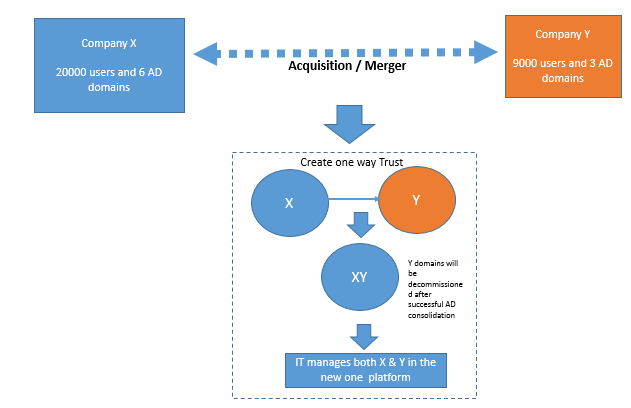 Company X
20000 users and 6 AD
domains
Company Y
9000 users and 3 AD
domains
Acquisition / Merger
Create one way Trust
X
Y
XY
Y domains will
be
decommissione
d after
successful AD
consolidation
IT manages both X & Y in the
new one platform